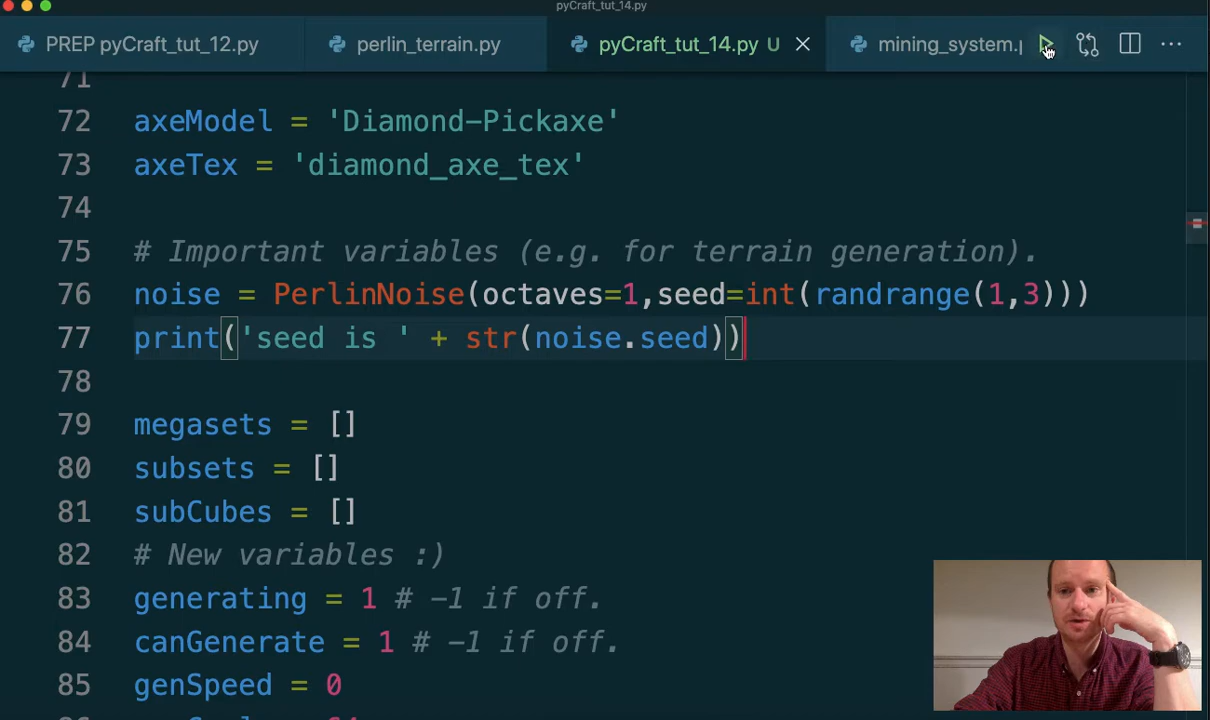 pyCraft_tut_14.py
PREP pyCraft_tut_12.py perlin_terrain.py pyCraft_tut_14.py U mining_system.p
71
72 axeModel = 'Diamond-Pickaxe'
73 axeTex = 'diamond_axe_tex'
74
75 # Important variables (e.g. for terrain generation).
76 noise = PerlinNoise(octaves=1,seed=int(randrange(1,3)))
77 print('seed is ' + str(noise.seed))
78
79 megasets = []
80 subsets = []
81 subCubes = []
82 # New variables :)
83 generating = 1 # -1 if off.
84 canGenerate = 1 # -1 if off.
85 genSpeed = 0